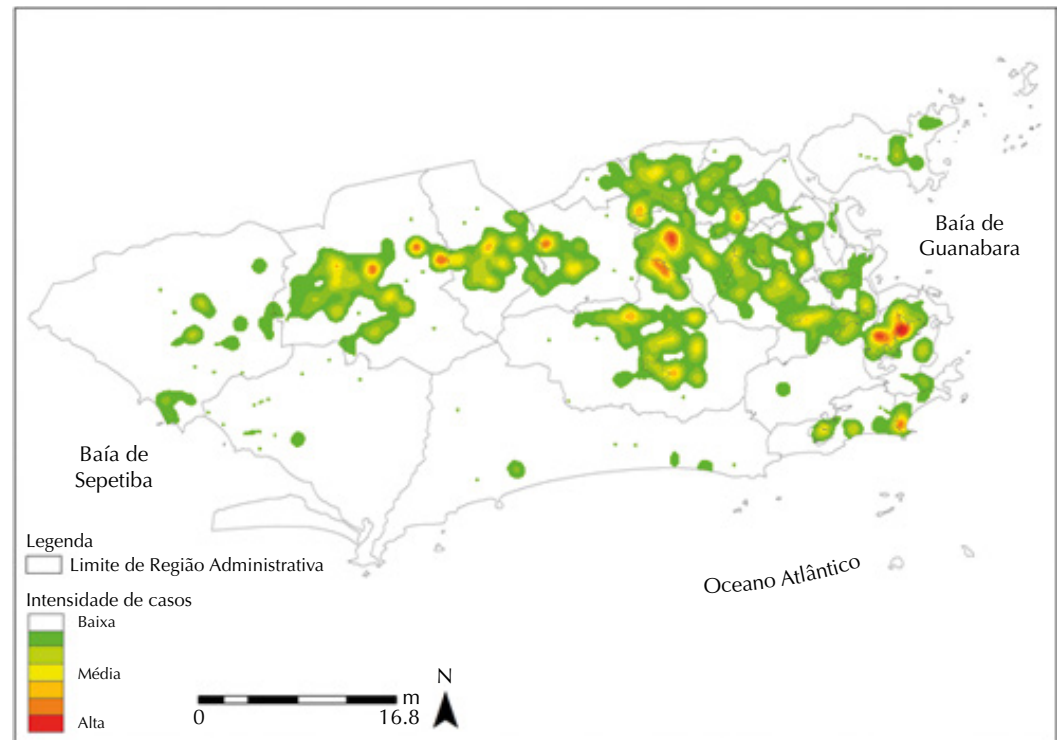 Baía de
Guanabara
Baía de
Sepetiba
Oceano Atlântico
Legenda
Limite de Região Administrativa
Intensidade de casos
Baixa
Média
Alta
m
0
16.8
N